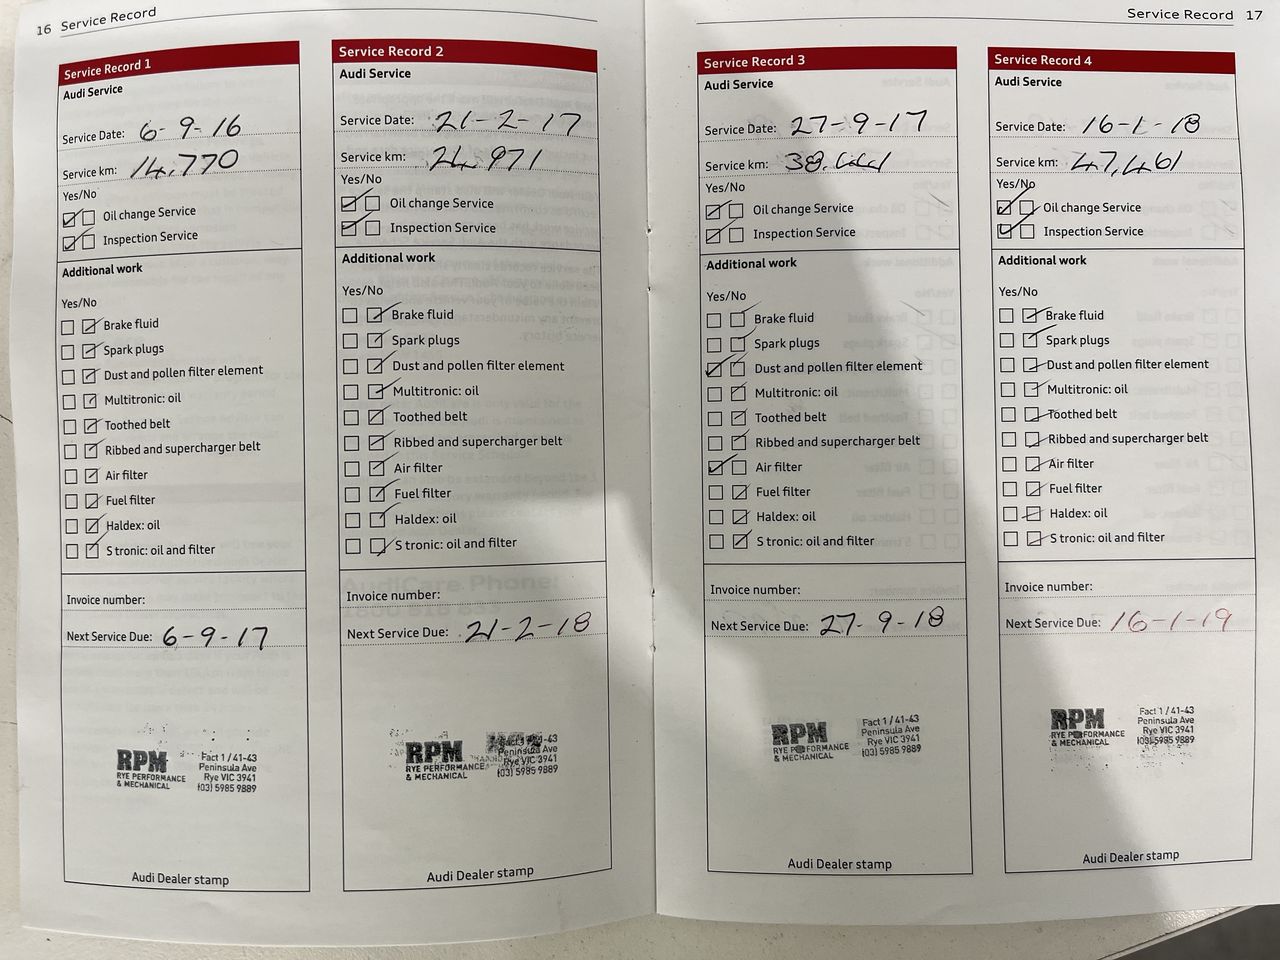 16 Service Record
Service Record 1
Audi Service
Service Date: 6-9-16
Service km: 14,770
Yes/No
Oil change Service
Inspection Service
Additional work
Yes/No
Brake fluid
Spark plugs
Dust and pollen filter element
Multitronic: oil
Toothed belt
Ribbed and supercharger belt
Air filter
Fuel filter
Haldex: oil
S tronic: oil and filter
Invoice number:
Next Service Due: 6-9-17
RPM
RYE PERFORMANCE
& MECHANICAL
Fact 1 / 41-43
Peninsula Ave
Rye VIC 3941
(03) 5985 9889
Audi Dealer stamp
Service Record 2
Audi Service
Service Date: 21-2-17
Service km: 24,971
Yes/No
Oil change Service
Inspection Service
Additional work
Yes/No
Brake fluid
Spark plugs
Dust and pollen filter element
Multitronic: oil
Toothed belt
Ribbed and supercharger belt
Air filter
Fuel filter
Haldex: oil
S tronic: oil and filter
Invoice number:
Next Service Due: 21-2-18
RPM
RYE PERFORMANCE
& MECHANICAL
Peninsula Ave
Rye VIC 3941
(03) 5985 9889
Audi Dealer stamp
Service Record 17
Service Record 3
Audi Service
Service Date: 27-9-17
Service km: 38,441
Yes/No
Oil change Service
Inspection Service
Additional work
Yes/No
Brake fluid
Spark plugs
Dust and pollen filter element
Multitronic: oil
Toothed belt
Ribbed and supercharger belt
Air filter
Fuel filter
Haldex: oil
S tronic: oil and filter
Invoice number:
Next Service Due: 27-9-18
RPM
RYE PERFORMANCE
& MECHANICAL
Fact 1 / 41-43
Peninsula Ave
Rye VIC 3941
(03) 5985 9889
Audi Dealer stamp
Service Record 4
Audi Service
Service Date: 16-1-18
Service km: 47,461
Yes/No
Oil change Service
Inspection Service
Additional work
Yes/No
Brake fluid
Spark plugs
Dust and pollen filter element
Multitronic: oil
Toothed belt
Ribbed and supercharger belt
Air filter
Fuel filter
Haldex: oil
S tronic: oil and filter
Invoice number:
Next Service Due: 16-1-19
RPM
RYE PERFORMANCE
& MECHANICAL
Fact 1 / 41-43
Peninsula Ave
Rye VIC 3941
(03) 5985 9889
Audi Dealer stamp